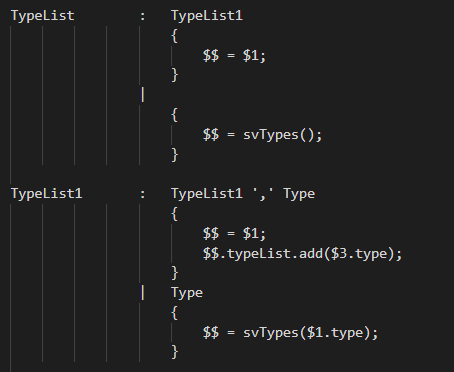 TypeList : TypeList1
{
$$ = $1;
}
|
{
$$ = svTypes();
}
TypeList1 : TypeList1 ',' Type
{
$$ = $1;
$$.typeList.add($3.type);
}
| Type
{
$$ = svTypes($1.type);
}